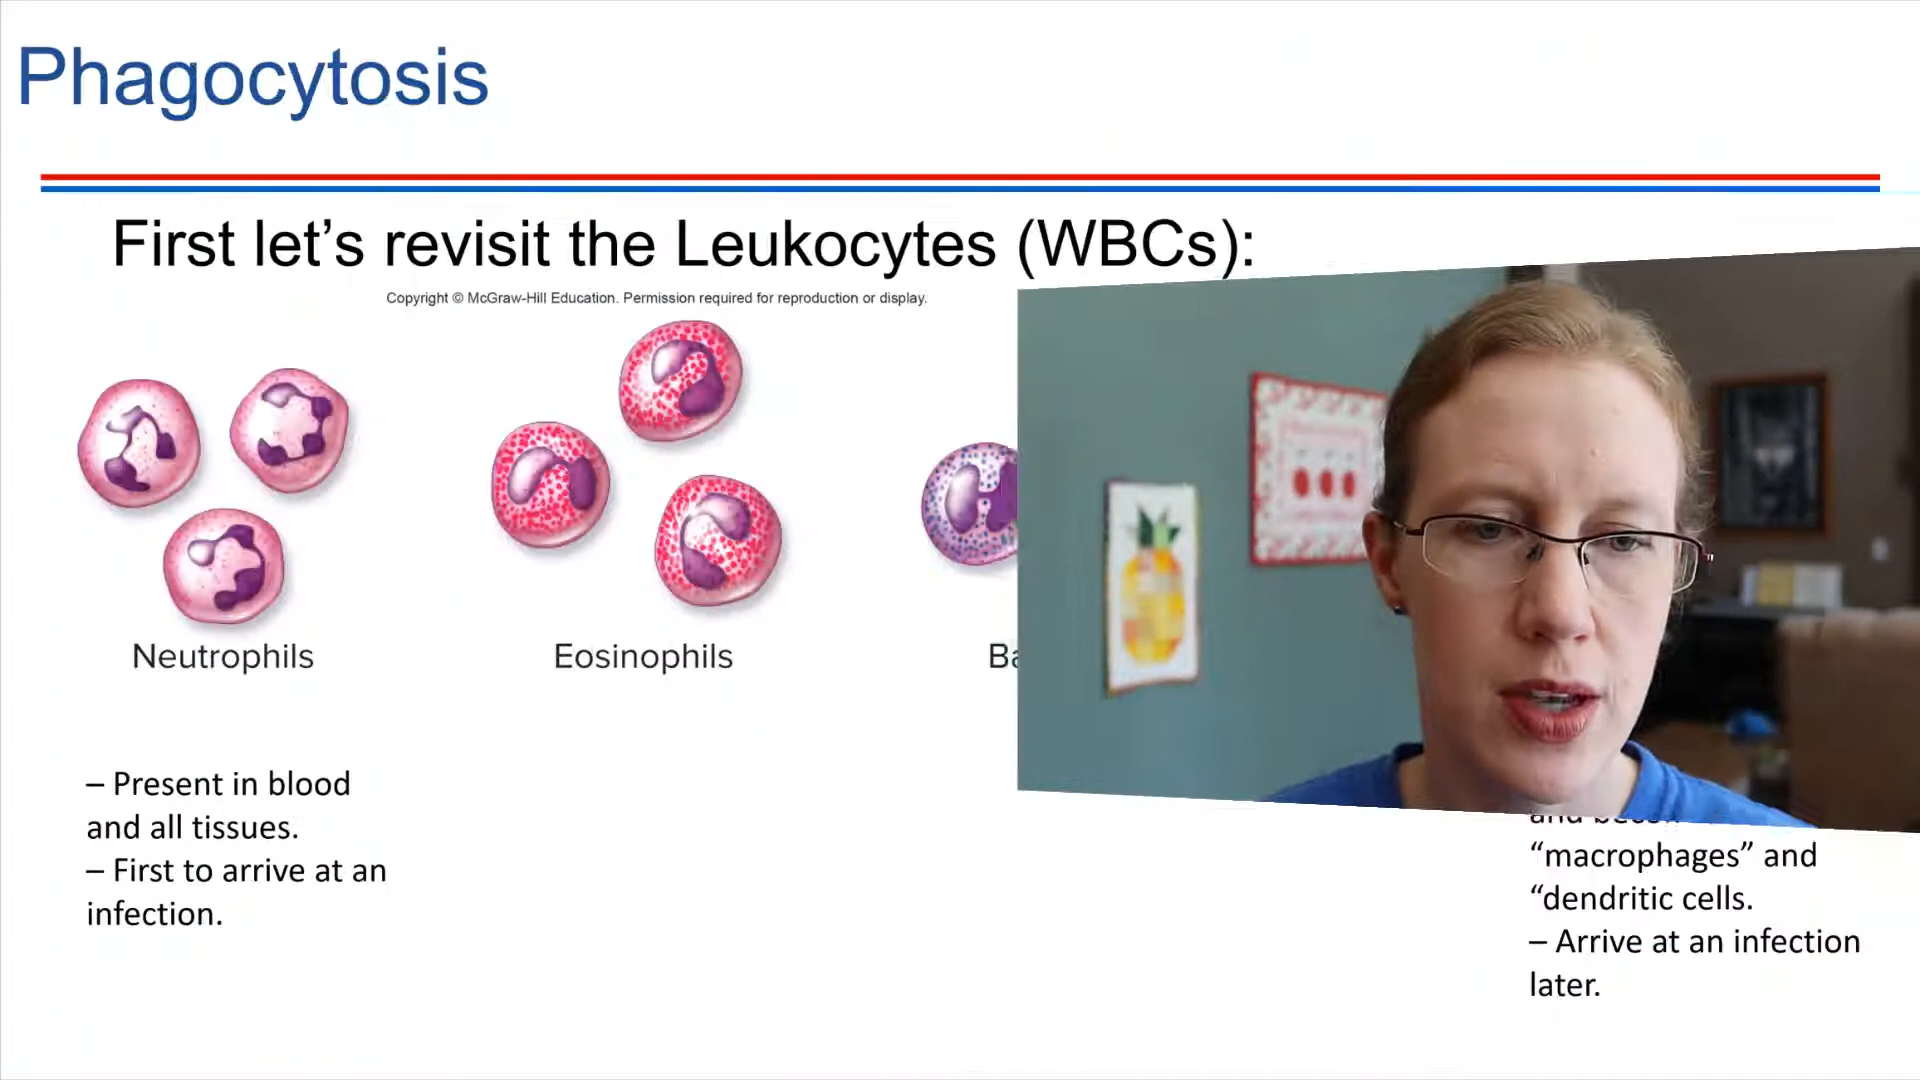 Phagocytosis
First let’s revisit the Leukocytes (WBCs):
Copyright © McGraw-Hill Education. Permission required for reproduction or display.
Neutrophils
Eosinophils
– Present in blood
and all tissues.
– First to arrive at an
infection.
“macrophages” and
“dendritic cells.
– Arrive at an infection
later.